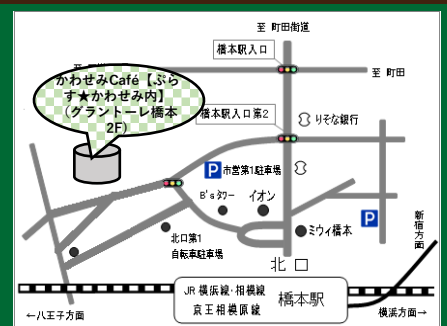 至 町田街道
橋本駅入口
至 町田
かわせみCafé【ぷら
す★かわせみ内】
(グラントーレ橋本
2F)
橋本駅入口第2
りそな銀行
P 市営第1駐車場
B'sタワー
イオン
P
ミウィ橋本
新宿方面
北口第1
自転車駐車場
北 口
JR 横浜線・相模線
京王相模原線
橋本駅
←八王子方面
横浜方面→